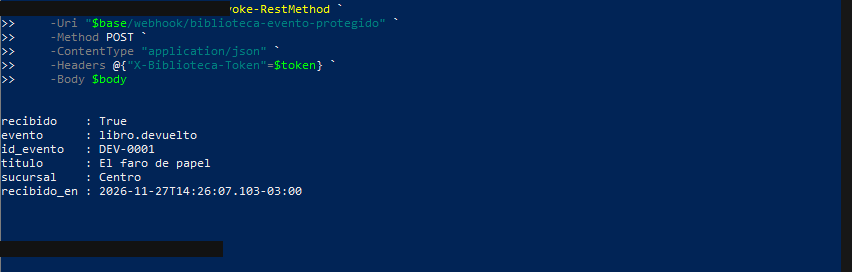 voke-RestMethod `
>>     -Uri "$base/webhook/biblioteca-evento-protegido" `
>>     -Method POST `
>>     -ContentType "application/json" `
>>     -Headers @{"X-Biblioteca-Token"=$token} `
>>     -Body $body
recibido    : True
evento      : libro.devuelto
id_evento   : DEV-0001
titulo      : El faro de papel
sucursal    : Centro
recibido_en : 2026-11-27T14:26:07.103-03:00